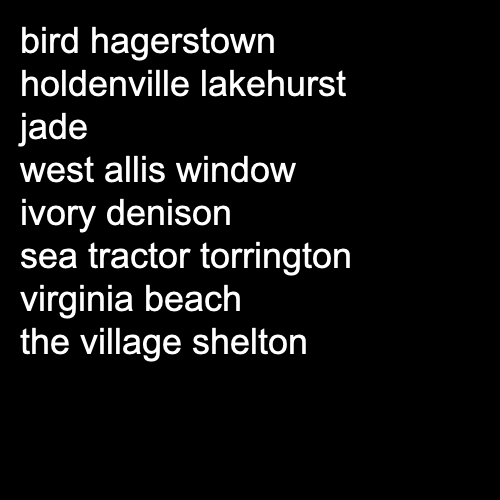 bird hagerstown
holdenville lakehurst
jade
west allis window
ivory denison
sea tractor torrington
virginia beach
the village shelton